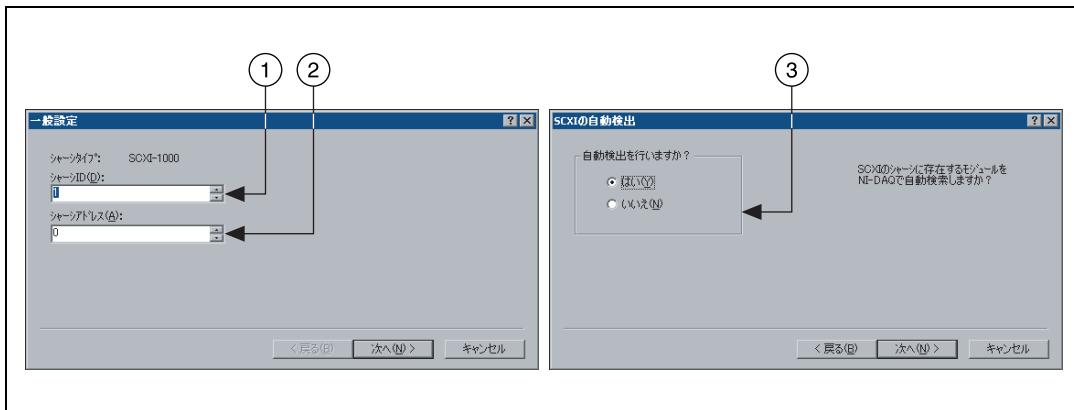 1
2
3
一般設定
シャーシタイプ: SCXI-1000
シャーシID(D):
1
シャーシアドレス(A):
0
<戻る(B)
次へ(N)>
キャンセル
SCXIの自動検出
自動検出を行いますか?
はい(Y)
いいえ(N)
SCXIのシャーシに存在するモジュールを
NI-DAQで自動検索しますか?
<戻る(B)
次へ(N)>
キャンセル